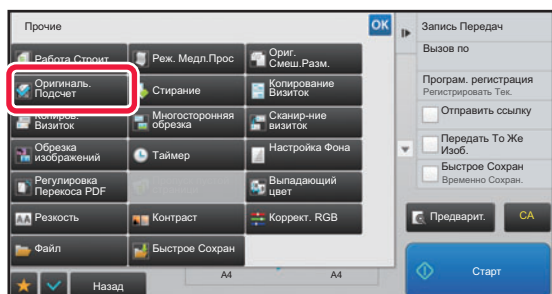 Прочие
OK
Работа Строит.
Реж. Медл.Прос
Ориг.
Смеш.Разм.
Оригиналь.
Подсчет
Стирание
Копирование
Визиток
Копиров.
Визиток
Многосторонняя
обрезка
Сканир-ние
визиток
Обрезка
изображений
Таймер
Настройка Фона
Регулировка
Перекоса PDF
Выпадающий
цвет
Резкость
Контраст
Коррект. RGB
Файл
Быстрое Сохран
Назад
A4
A4
Запись Передач
Вызов по
Програм. регистрация
Регистрировать Тек.
Отправить ссылку
Передать То Же
Изоб.
Быстрое Сохран
Временно Сохран.
Предварит.
CA
Старт